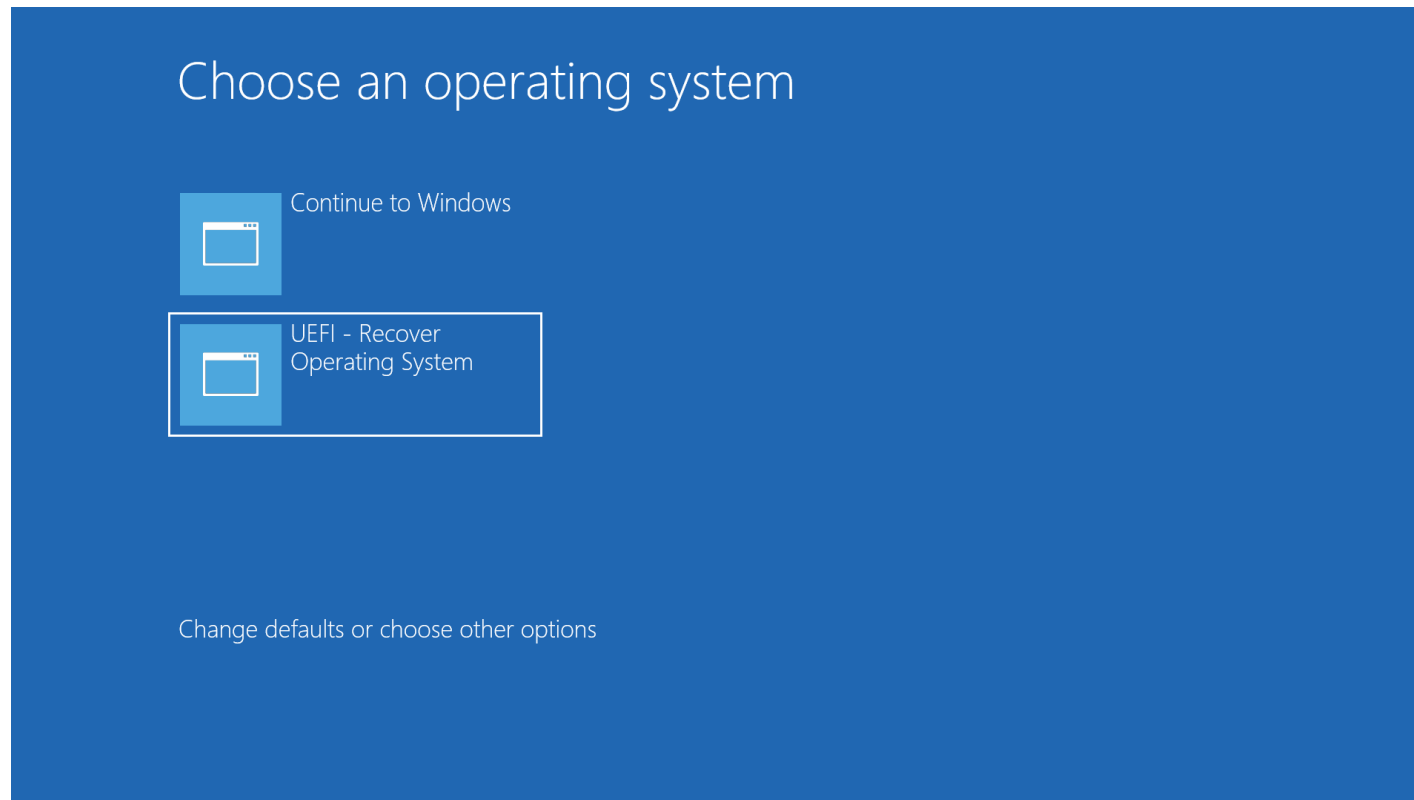 Choose an operating system
Continue to Windows
UEFI - Recover
Operating System
Change defaults or choose other options